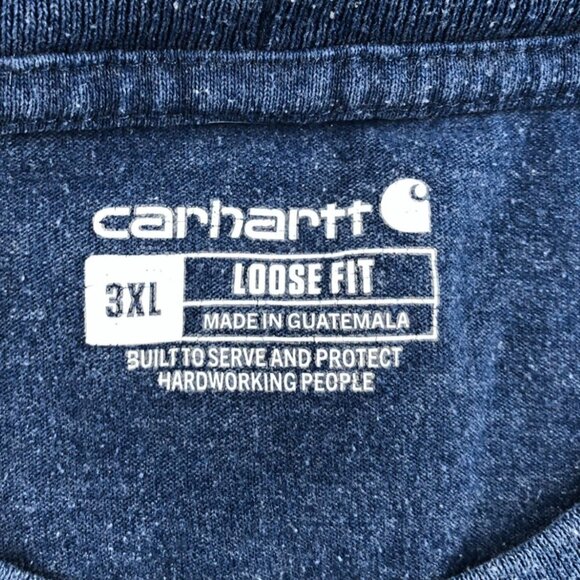 carhartt
3XL
LOOSE FIT
MADE IN GUATEMALA
BUILT TO SERVE AND PROTECT
HARDWORKING PEOPLE